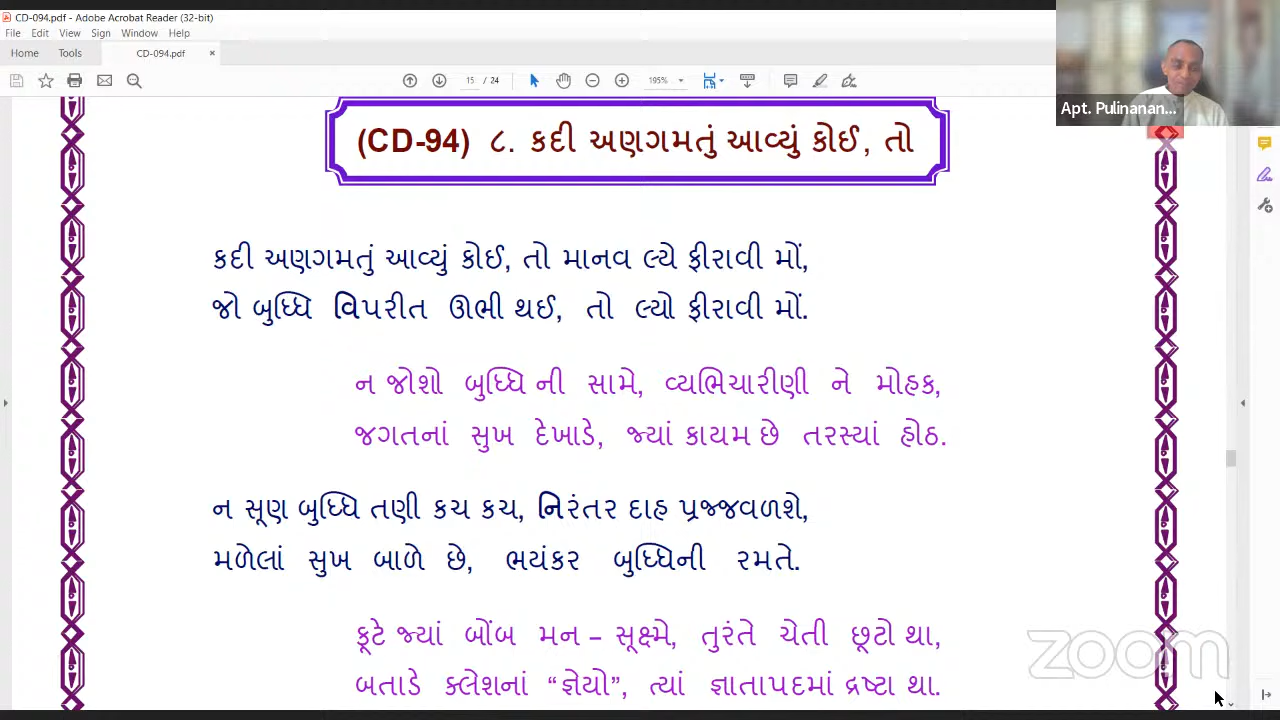 CD-094.pdf - Adobe Acrobat Reader (32-bit)
File Edit View Sign Window Help
Home Tools CD-094.pdf ×
15 / 24 195%
Apt. Pulinanan...
(CD-94) ૮. કદી અણગમતું આવ્યું કોઈ, તો
કદી અણગમતું આવ્યું કોઈ, તો માનવ લ્યે ફીરાવી મોં,
જો બુધ્ધિ વિપરીત ઊભી થઈ, તો લ્યો ફીરાવી મોં.
ન જોશો બુધ્ધિ ની સામે, વ્યભિચારીણી ને મોહક,
જગતનાં સુખ દેખાડે, જ્યાં કાયમ છે તરસ્યાં હોઠ.
ન સૂણ બુધ્ધિ તણી કચ કચ, નિરંતર દાહ પ્રજ્જવળશે,
મળેલાં સુખ બાળે છે, ભયંકર બુધ્ધિની રમતે.
ફૂટે જ્યાં બોંબ મન – સૂક્ષ્મે, તુરંતે ચેતી છૂટો થા,
બતાડે ક્લેશનાં “જ્ઞેયો”, ત્યાં જ્ઞાતાપદમાં દ્રષ્ટા થા.
zoom